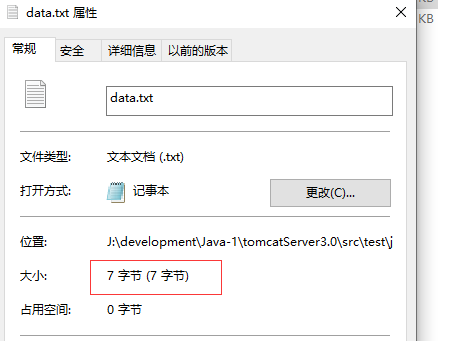 data.txt 属性
KB
KB
常规 安全 详细信息 以前的版本
data.txt
文件类型: 文本文档 (.txt)
打开方式: 记事本 更改(C)...
位置: J:\development\Java-1\tomcatServer3.0\src\test\j
大小: 7 字节 (7 字节)
占用空间: 0 字节